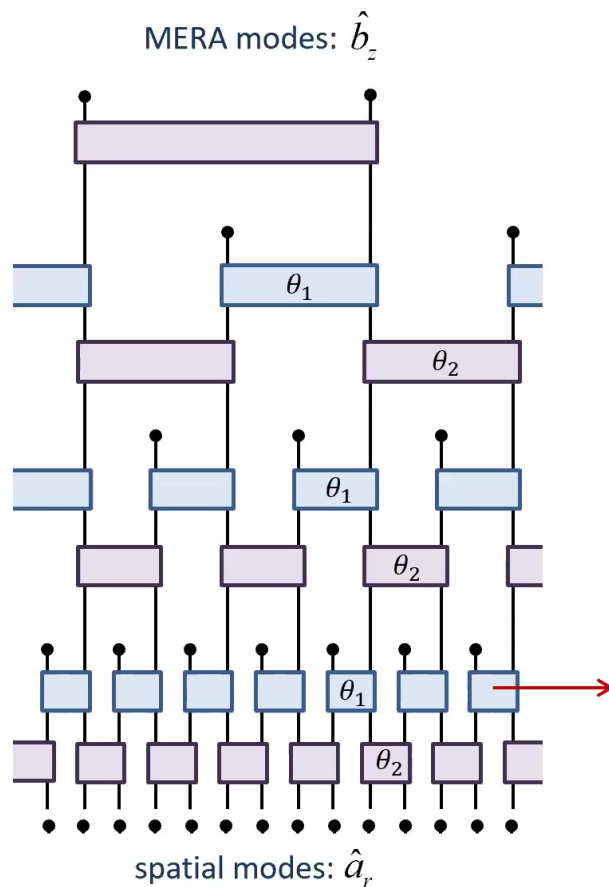 MERA modes: b̂_z
θ₁
θ₂
θ₁
θ₂
θ₁
θ₂
spatial modes: â_r